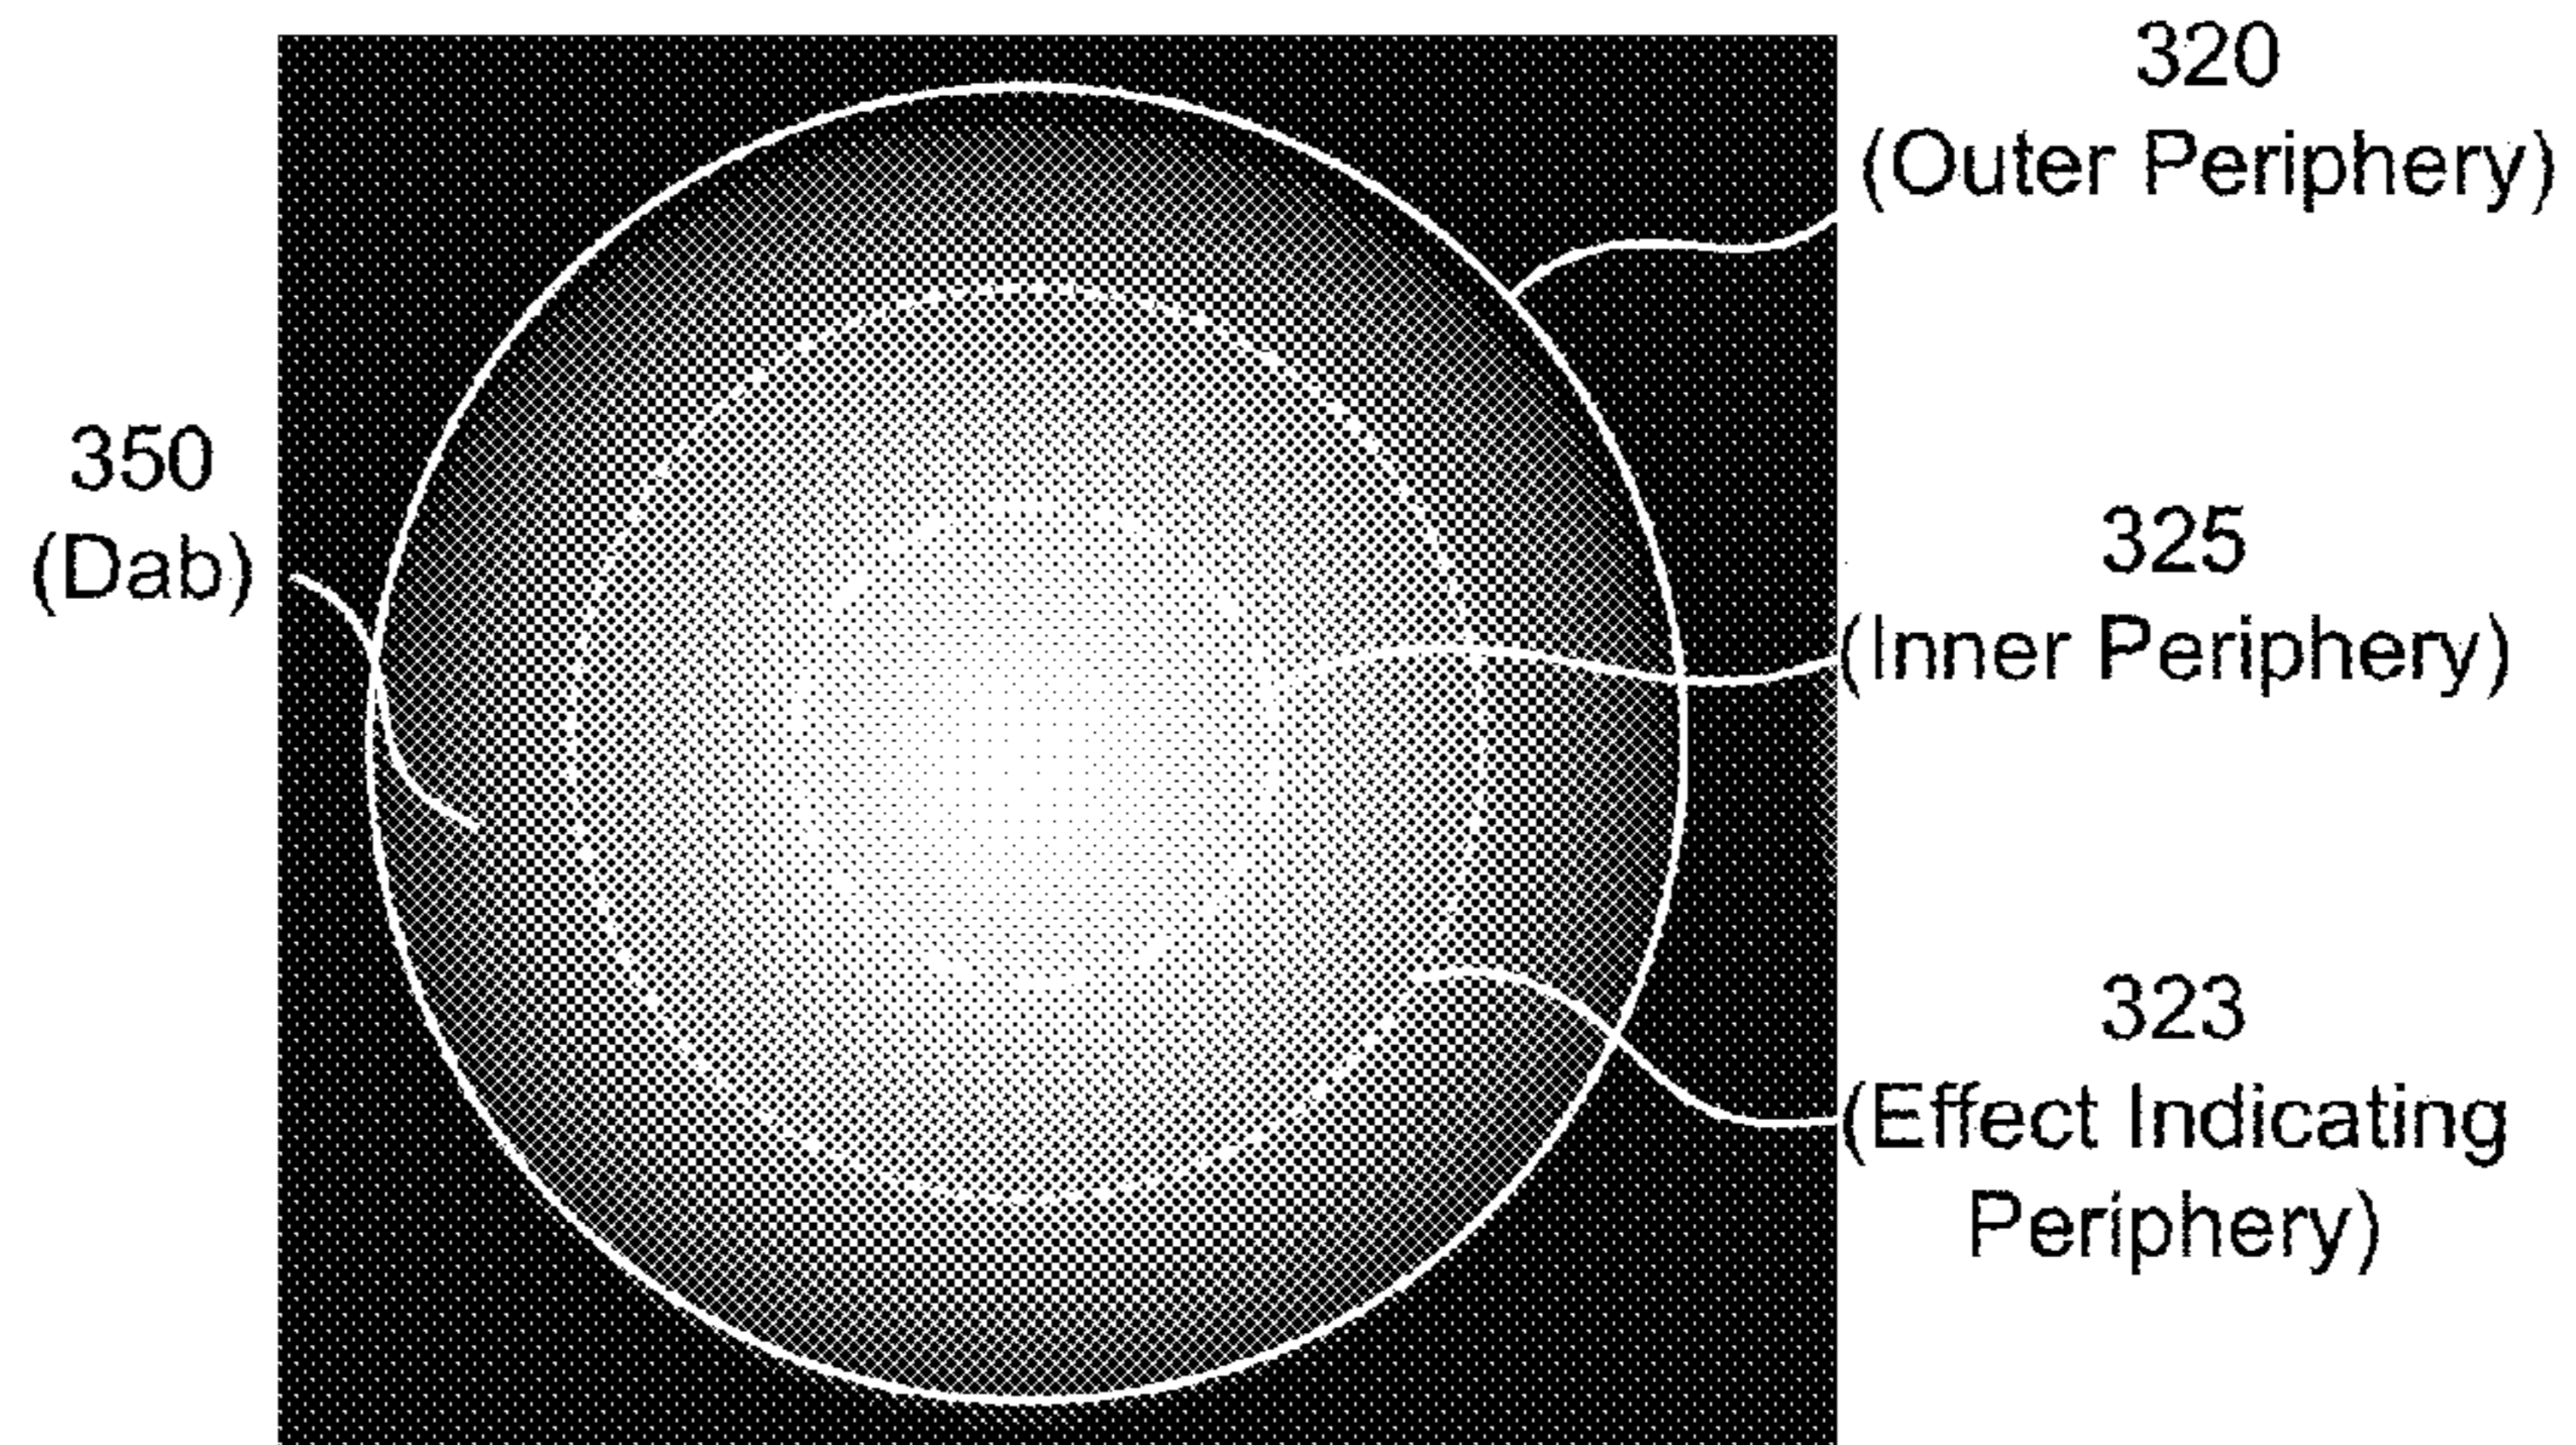 320
(Outer Periphery)
350
(Dab)
325
(Inner Periphery)
323
(Effect Indicating
Periphery)